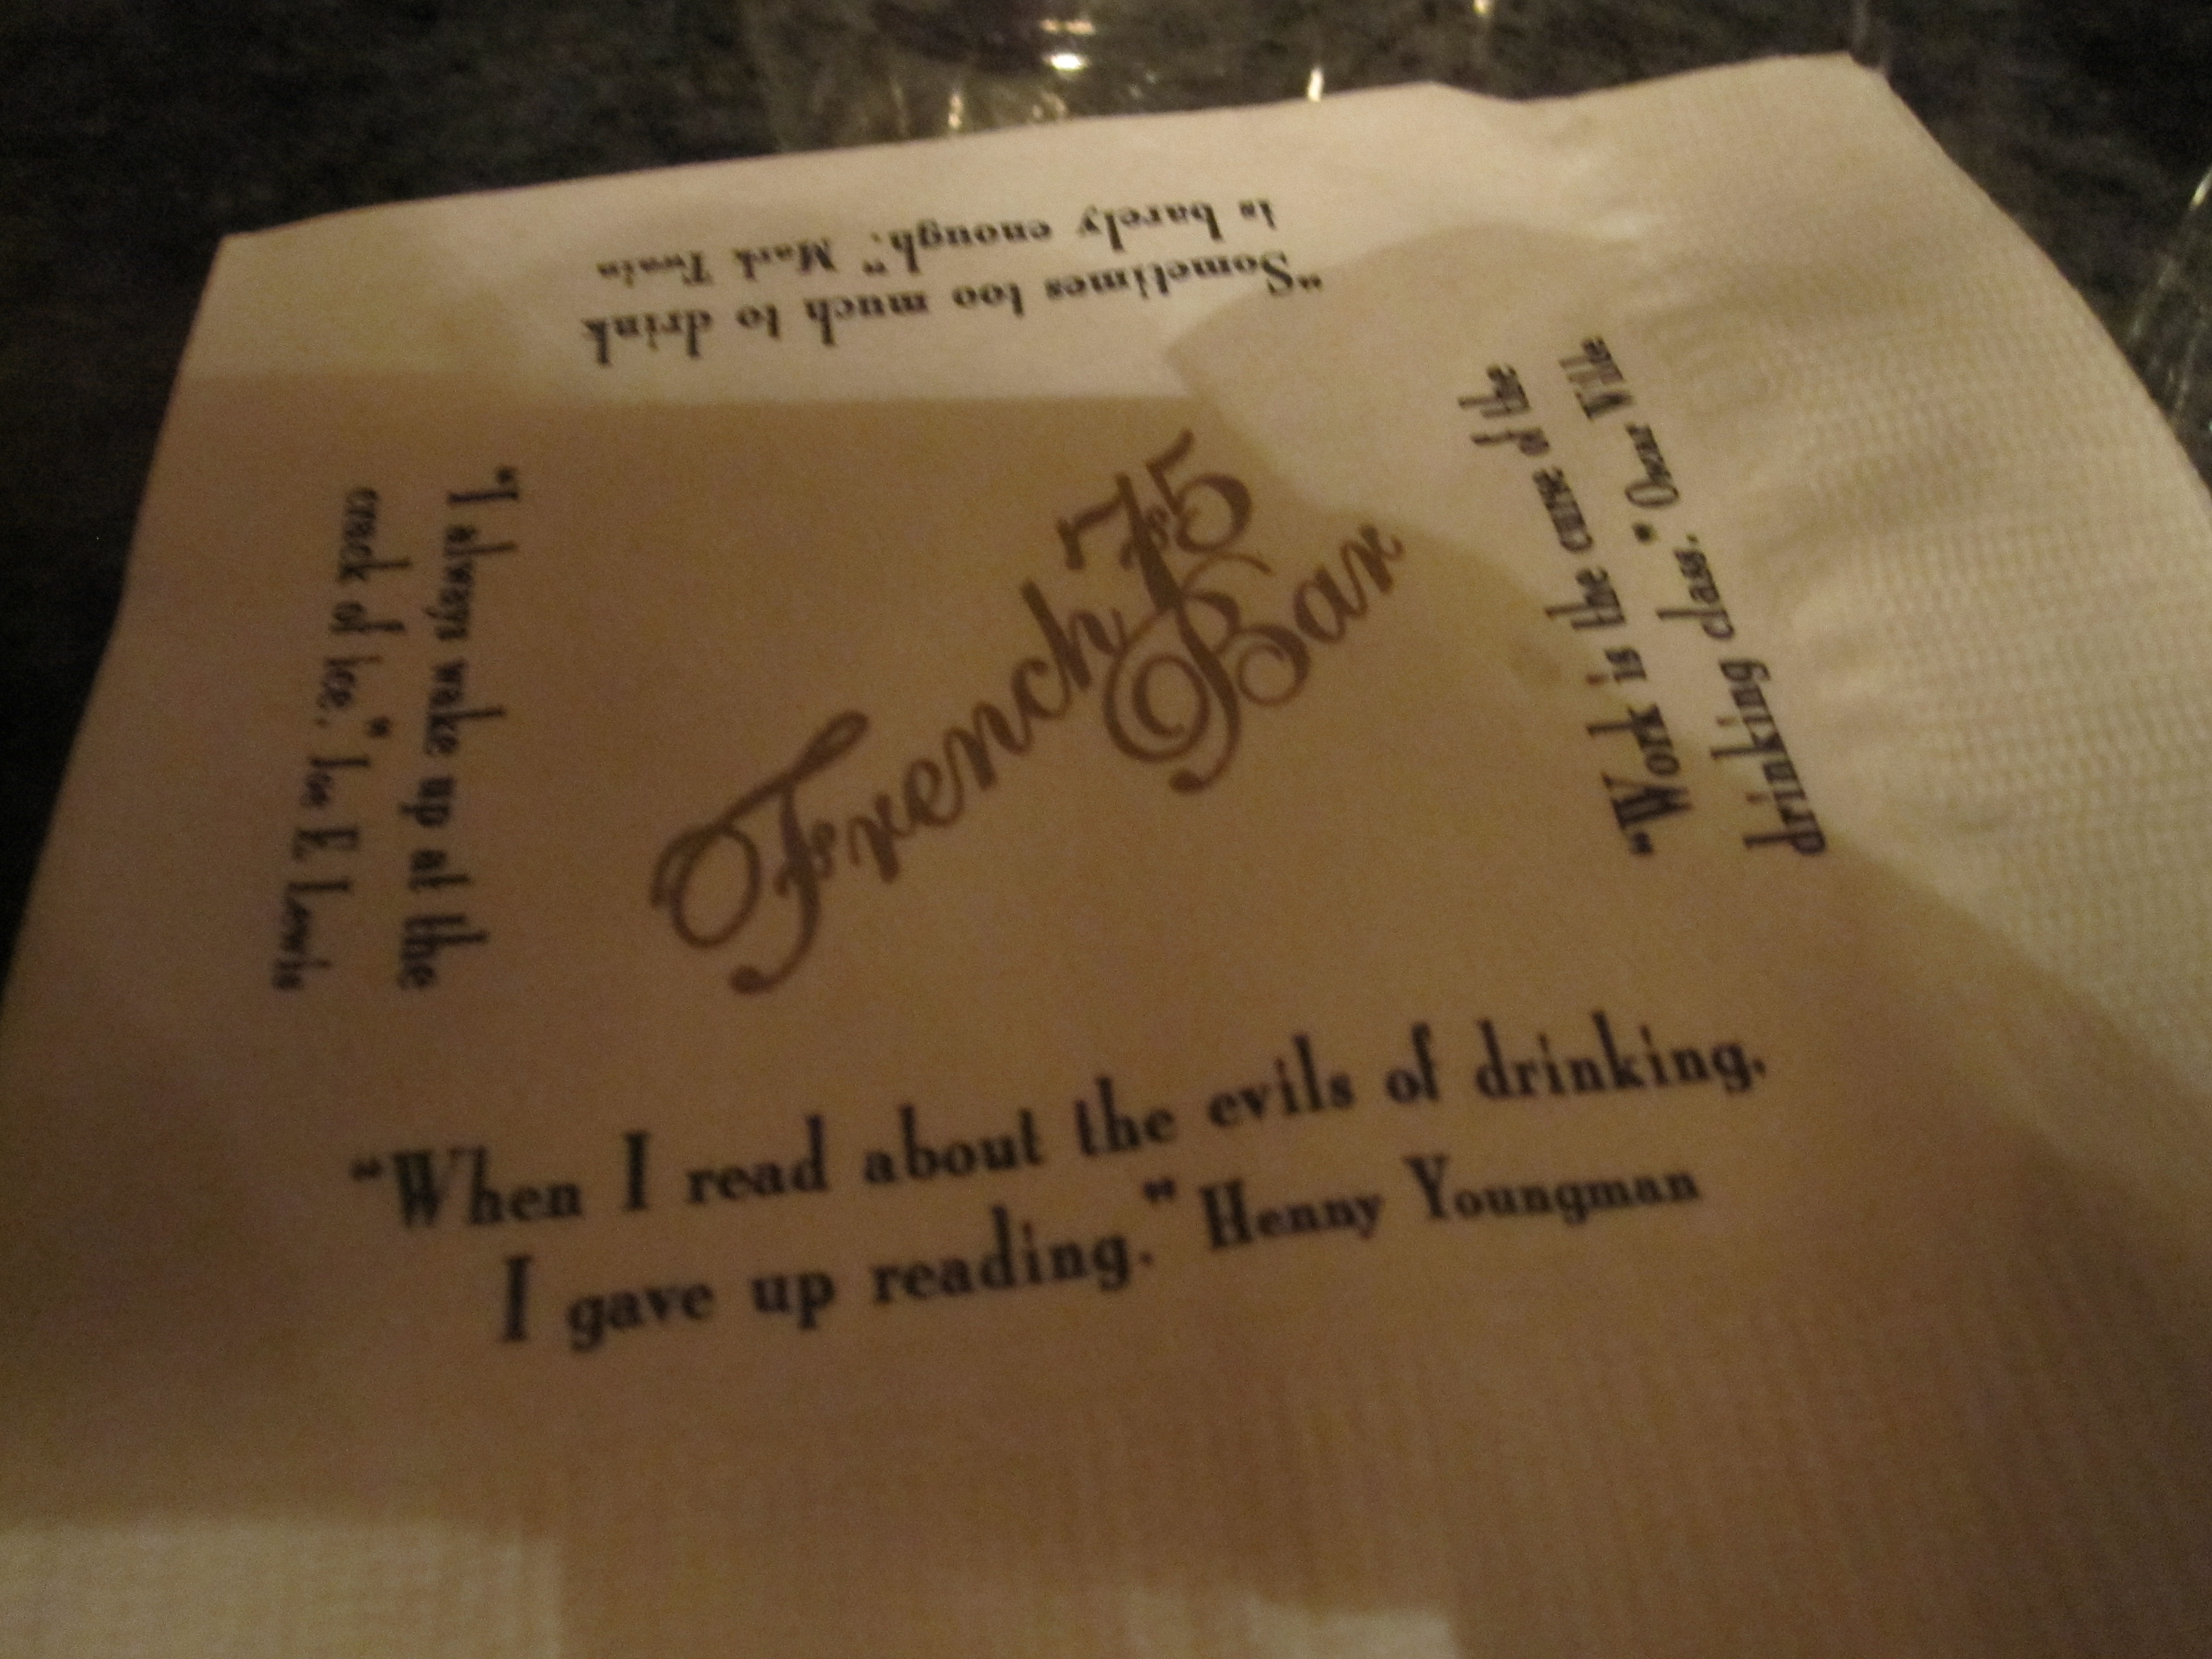 "Sometimes too much to drink
is barely enough." Mark Twain
"I always wake up at the
crack of ice." Joe E. Lewis
French 75
Bar
"Work is the curse of the
drinking class." Oscar Wilde
"When I read about the evils of drinking,
I gave up reading." Henny Youngman